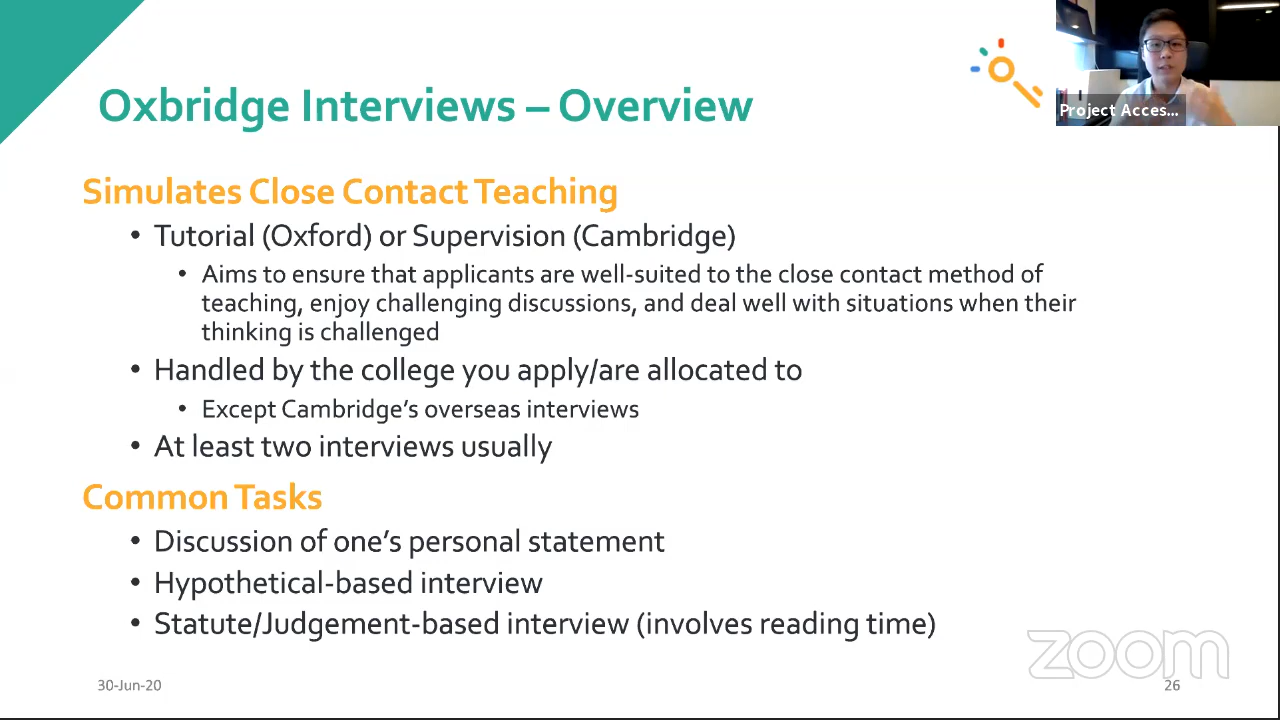 Oxbridge Interviews – Overview
Project Acces...
Simulates Close Contact Teaching
• Tutorial (Oxford) or Supervision (Cambridge)
• Aims to ensure that applicants are well-suited to the close contact method of
teaching, enjoy challenging discussions, and deal well with situations when their
thinking is challenged
• Handled by the college you apply/are allocated to
• Except Cambridge’s overseas interviews
• At least two interviews usually
Common Tasks
• Discussion of one’s personal statement
• Hypothetical-based interview
• Statute/Judgement-based interview (involves reading time)
zoom
30-Jun-20
26